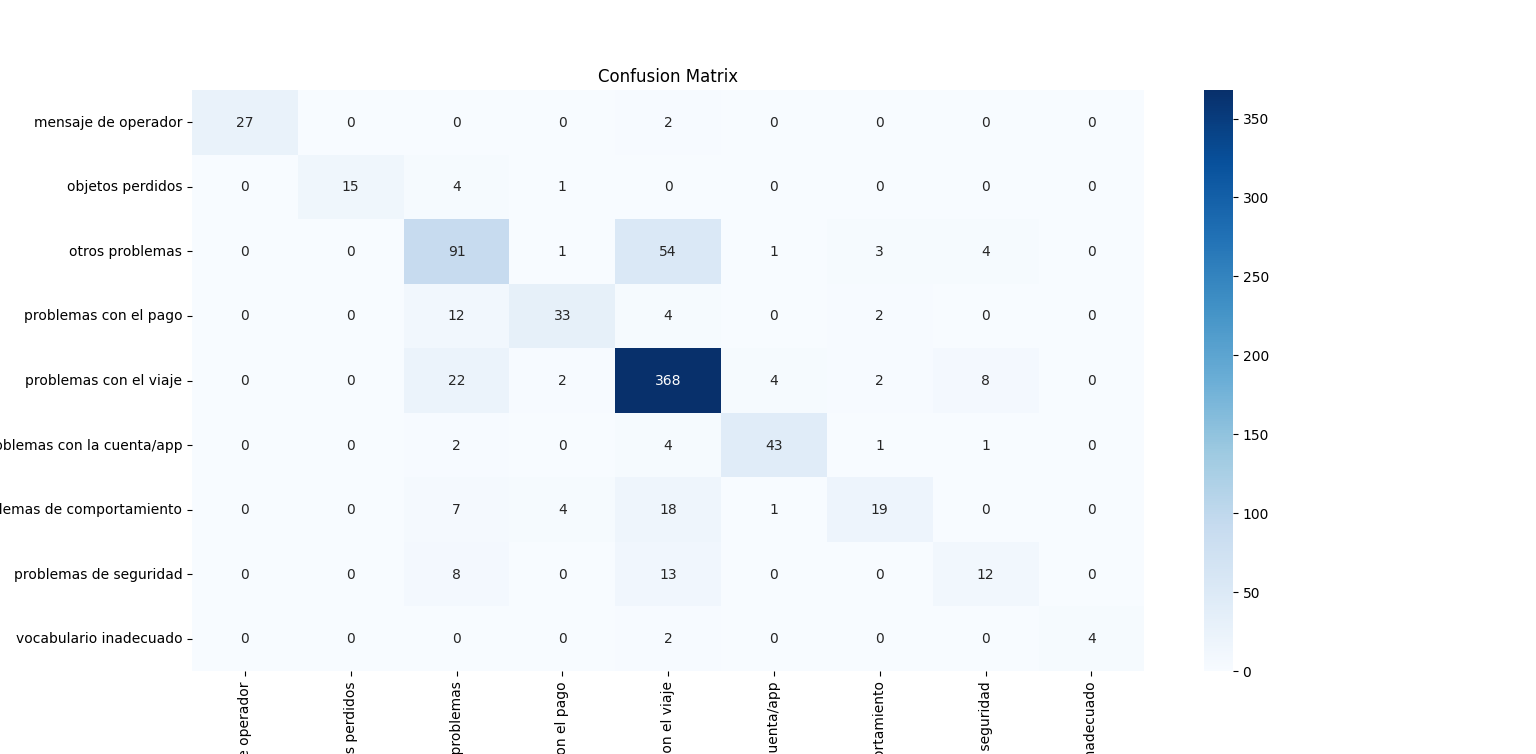 Confusion Matrix
mensaje de operador
27 0 0 0 2 0 0 0 0
objetos perdidos
0 15 4 1 0 0 0 0 0
otros problemas
0 0 91 1 54 1 3 4 0
problemas con el pago
0 0 12 33 4 0 2 0 0
problemas con el viaje
0 0 22 2 368 4 2 8 0
oblemas con la cuenta/app
0 0 2 0 4 43 1 1 0
lemas de comportamiento
0 0 7 4 18 1 19 0 0
problemas de seguridad
0 0 8 0 13 0 0 12 0
vocabulario inadecuado
0 0 0 0 2 0 0 0 4
e operador
s perdidos
problemas
on el pago
on el viaje
uenta/app
ortamiento
seguridad
nadecuado
350
300
250
200
150
100
50
0